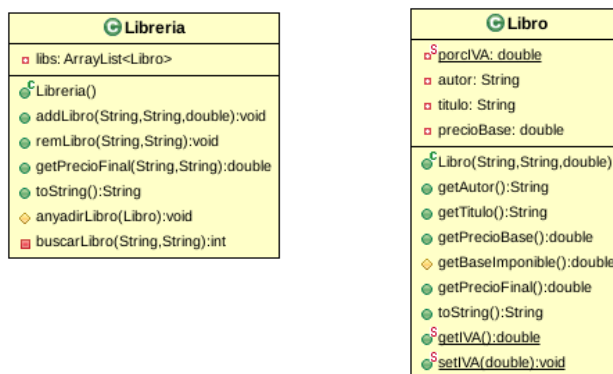 C Libreria
libs: ArrayList<Libro>
C Libreria()
addLibro(String,String,double):void
remLibro(String,String):void
getPrecioFinal(String,String):double
toString():String
anyadirLibro(Libro):void
buscarLibro(String,String):int
C Libro
S porcIVA: double
autor: String
titulo: String
precioBase: double
C Libro(String,String,double)
getAutor():String
getTitulo():String
getPrecioBase():double
getBaseImponible():double
getPrecioFinal():double
toString():String
S getIVA():double
S setIVA(double):void